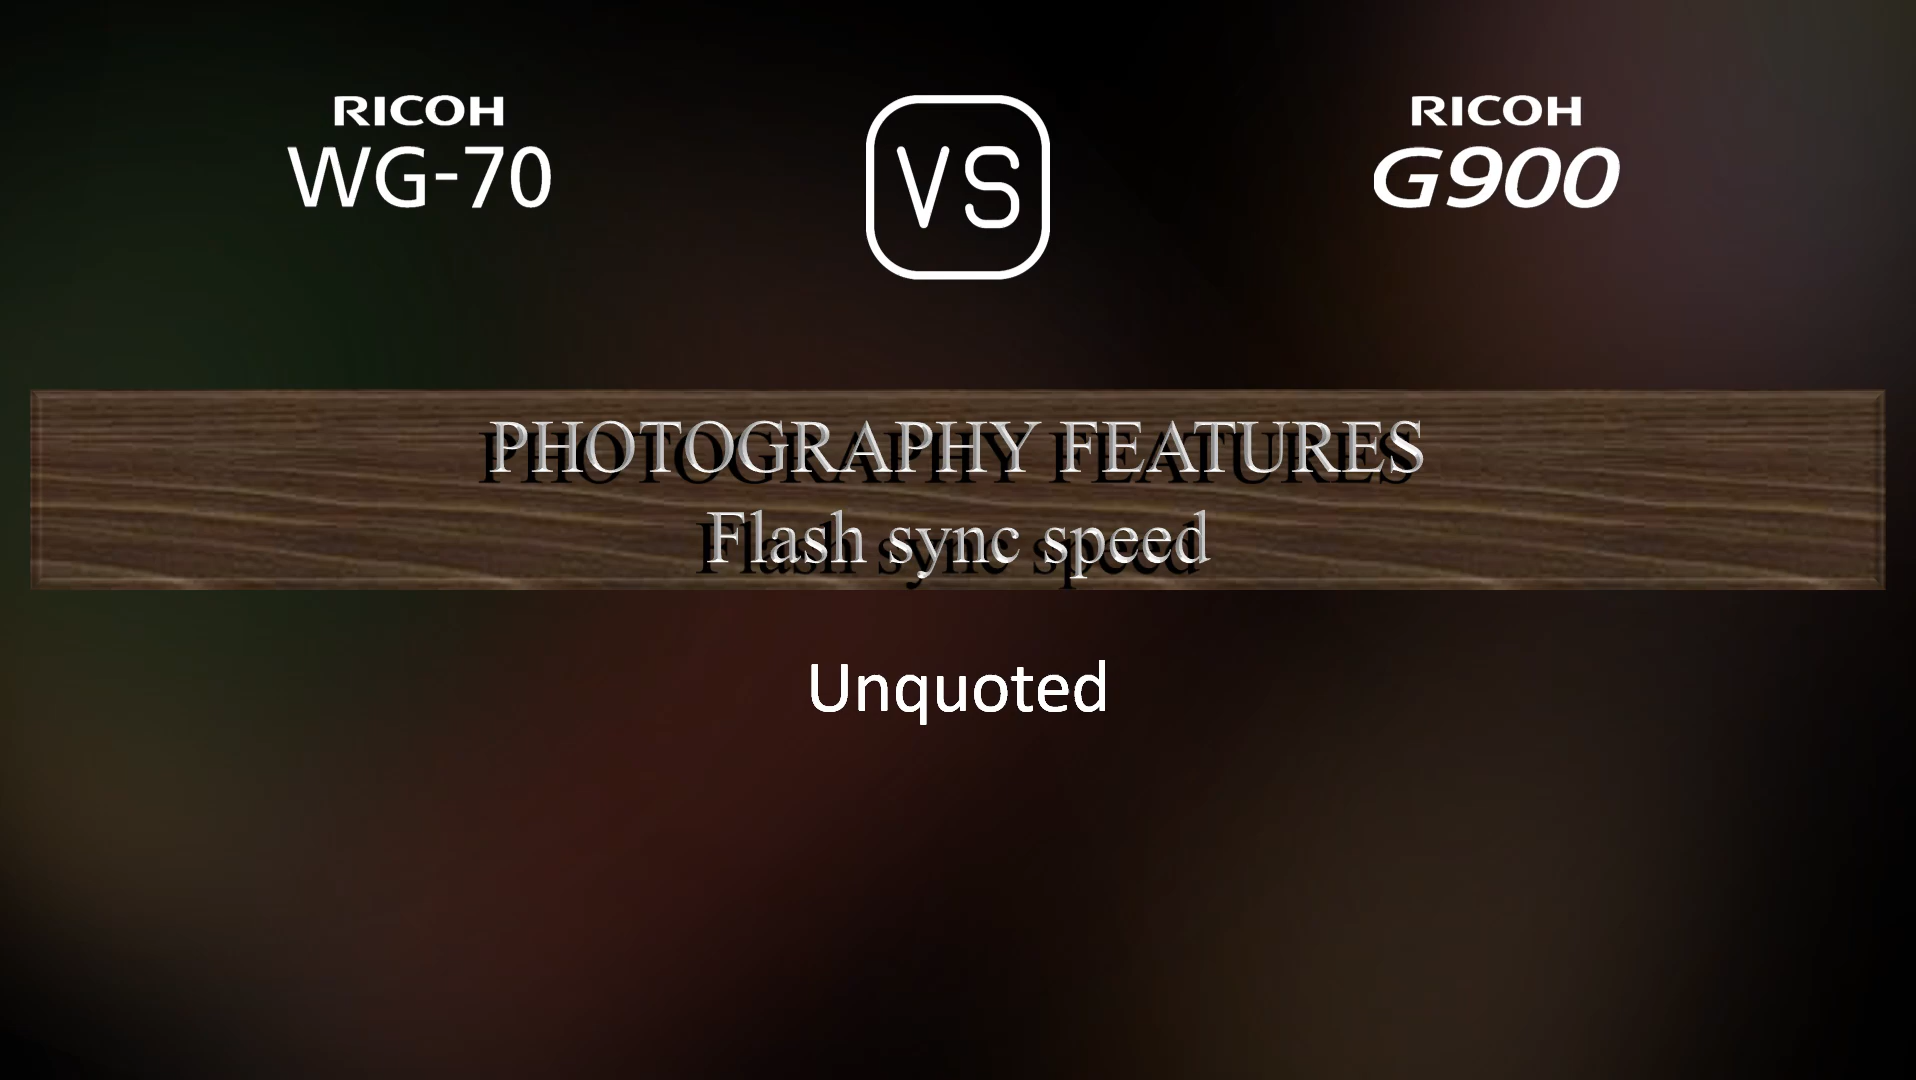 RICOH
WG-70
VS
RICOH
G900
PHOTOGRAPHY FEATURES
Flash sync speed
Unquoted